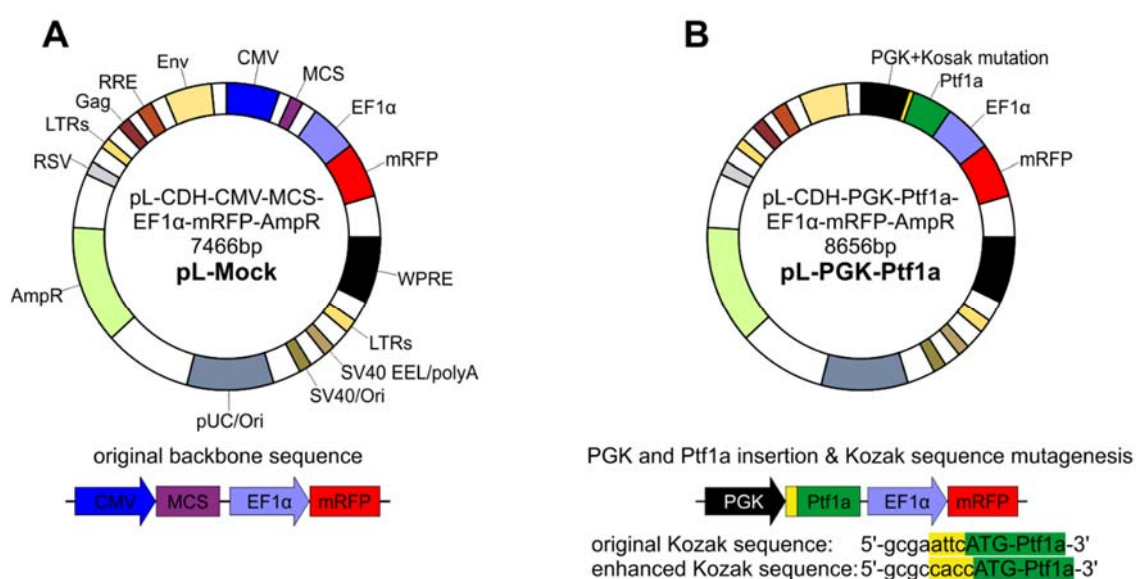 A
Env
CMV
RRE
MCS
Gag
EF1α
LTRs
RSV
mRFP
pL-CDH-CMV-MCS-
EF1α-mRFP-AmpR
7466bp
pL-Mock
AmpR
WPRE
LTRs
SV40 EEL/polyA
SV40/Ori
pUC/Ori
original backbone sequence
CMV MCS EF1α mRFP
B
PGK+Kosak mutation
Ptf1a
EF1α
mRFP
pL-CDH-PGK-Ptf1a-
EF1α-mRFP-AmpR
8656bp
pL-PGK-Ptf1a
PGK and Ptf1a insertion & Kozak sequence mutagenesis
PGK Ptf1a EF1α mRFP
original Kozak sequence: 5'-gcgaattcATG-Ptf1a-3'
enhanced Kozak sequence: 5'-gcgccaccATG-Ptf1a-3'